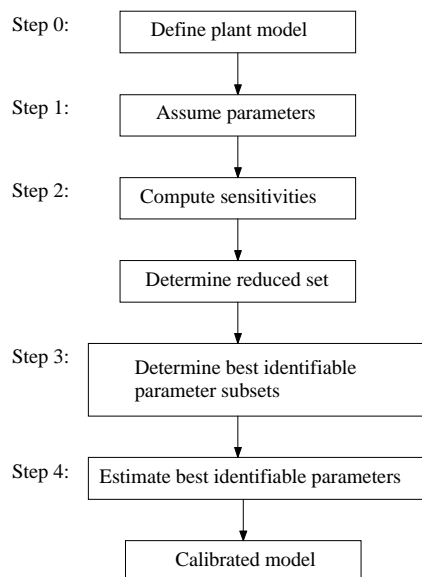 Step 0:
Define plant model
Step 1:
Assume parameters
Step 2:
Compute sensitivities
Determine reduced set
Step 3:
Determine best identifiable
parameter subsets
Step 4:
Estimate best identifiable parameters
Calibrated model